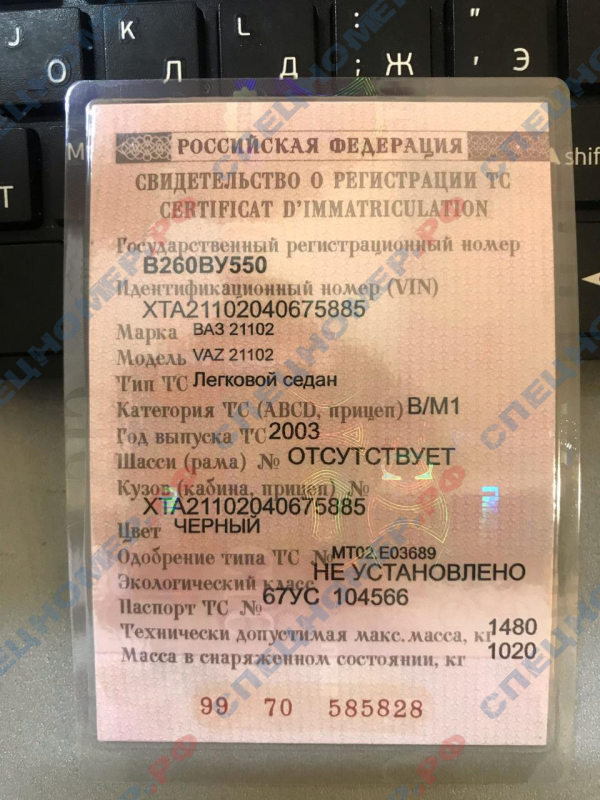 J K L ; "
О Л Д Ж ' Э
Т M shift
РОССИЙСКАЯ ФЕДЕРАЦИЯ
СВИДЕТЕЛЬСТВО О РЕГИСТРАЦИИ ТС
CERTIFICAT D'IMMATRICULATION
Государственный регистрационный номер
В260ВУ550
Идентификационный номер (VIN)
ХТА21102040675885
Марка ВАЗ 21102
Модель VAZ 21102
Тип ТС Легковой седан
Категория ТС (ABCD, прицеп) В/М1
Год выпуска ТС 2003
Шасси (рама) № ОТСУТСТВУЕТ
Кузов (кабина, прицеп) №
ХТА21102040675885
Цвет ЧЕРНЫЙ
Одобрение типа ТС № МТ02.Е03689
Экологический класс НЕ УСТАНОВЛЕНО
Паспорт ТС № 67УС 104566
Технически допустимая макс. масса, кг 1480
Масса в снаряженном состоянии, кг 1020
99 70 585828
СПЕЦНОМЕР.РФ